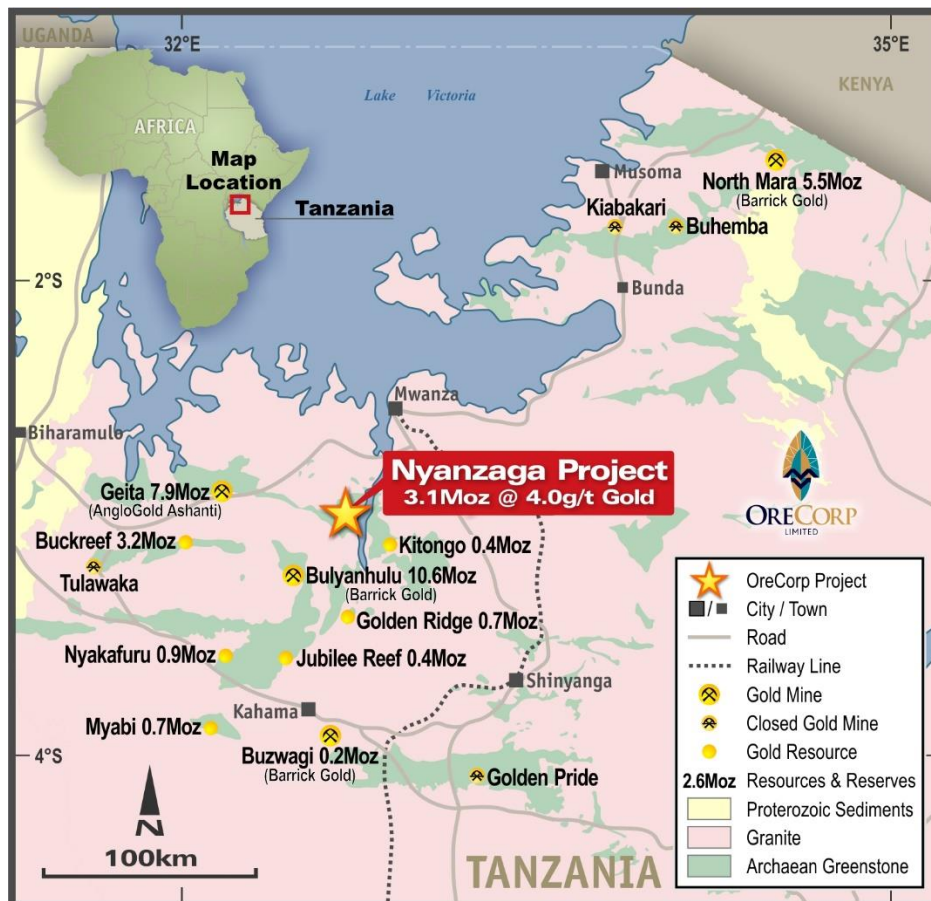 UGANDA
32°E
35°E
KENYA
Lake Victoria
AFRICA
Map
Location
Tanzania
Musoma
North Mara 5.5Moz
(Barrick Gold)
Kiabakari
Buhemba
2°S
2°S
Bunda
Mwanza
Biharamulo
Nyanzaga Project
3.1Moz @ 4.0g/t Gold
ORECORP
LIMITED
Geita 7.9Moz
(AngloGold Ashanti)
Buckreef 3.2Moz
Kitongo 0.4Moz
Tulawaka
Bulyanhulu 10.6Moz
(Barrick Gold)
Golden Ridge 0.7Moz
Nyakafuru 0.9Moz
Jubilee Reef 0.4Moz
Shinyanga
Kahama
Myabi 0.7Moz
Buzwagi 0.2Moz
(Barrick Gold)
4°S
Golden Pride
N
100km
TANZANIA
OreCorp Project
/ City / Town
Road
Railway Line
Gold Mine
Closed Gold Mine
Gold Resource
2.6Moz Resources & Reserves
Proterozoic Sediments
Granite
Archaean Greenstone